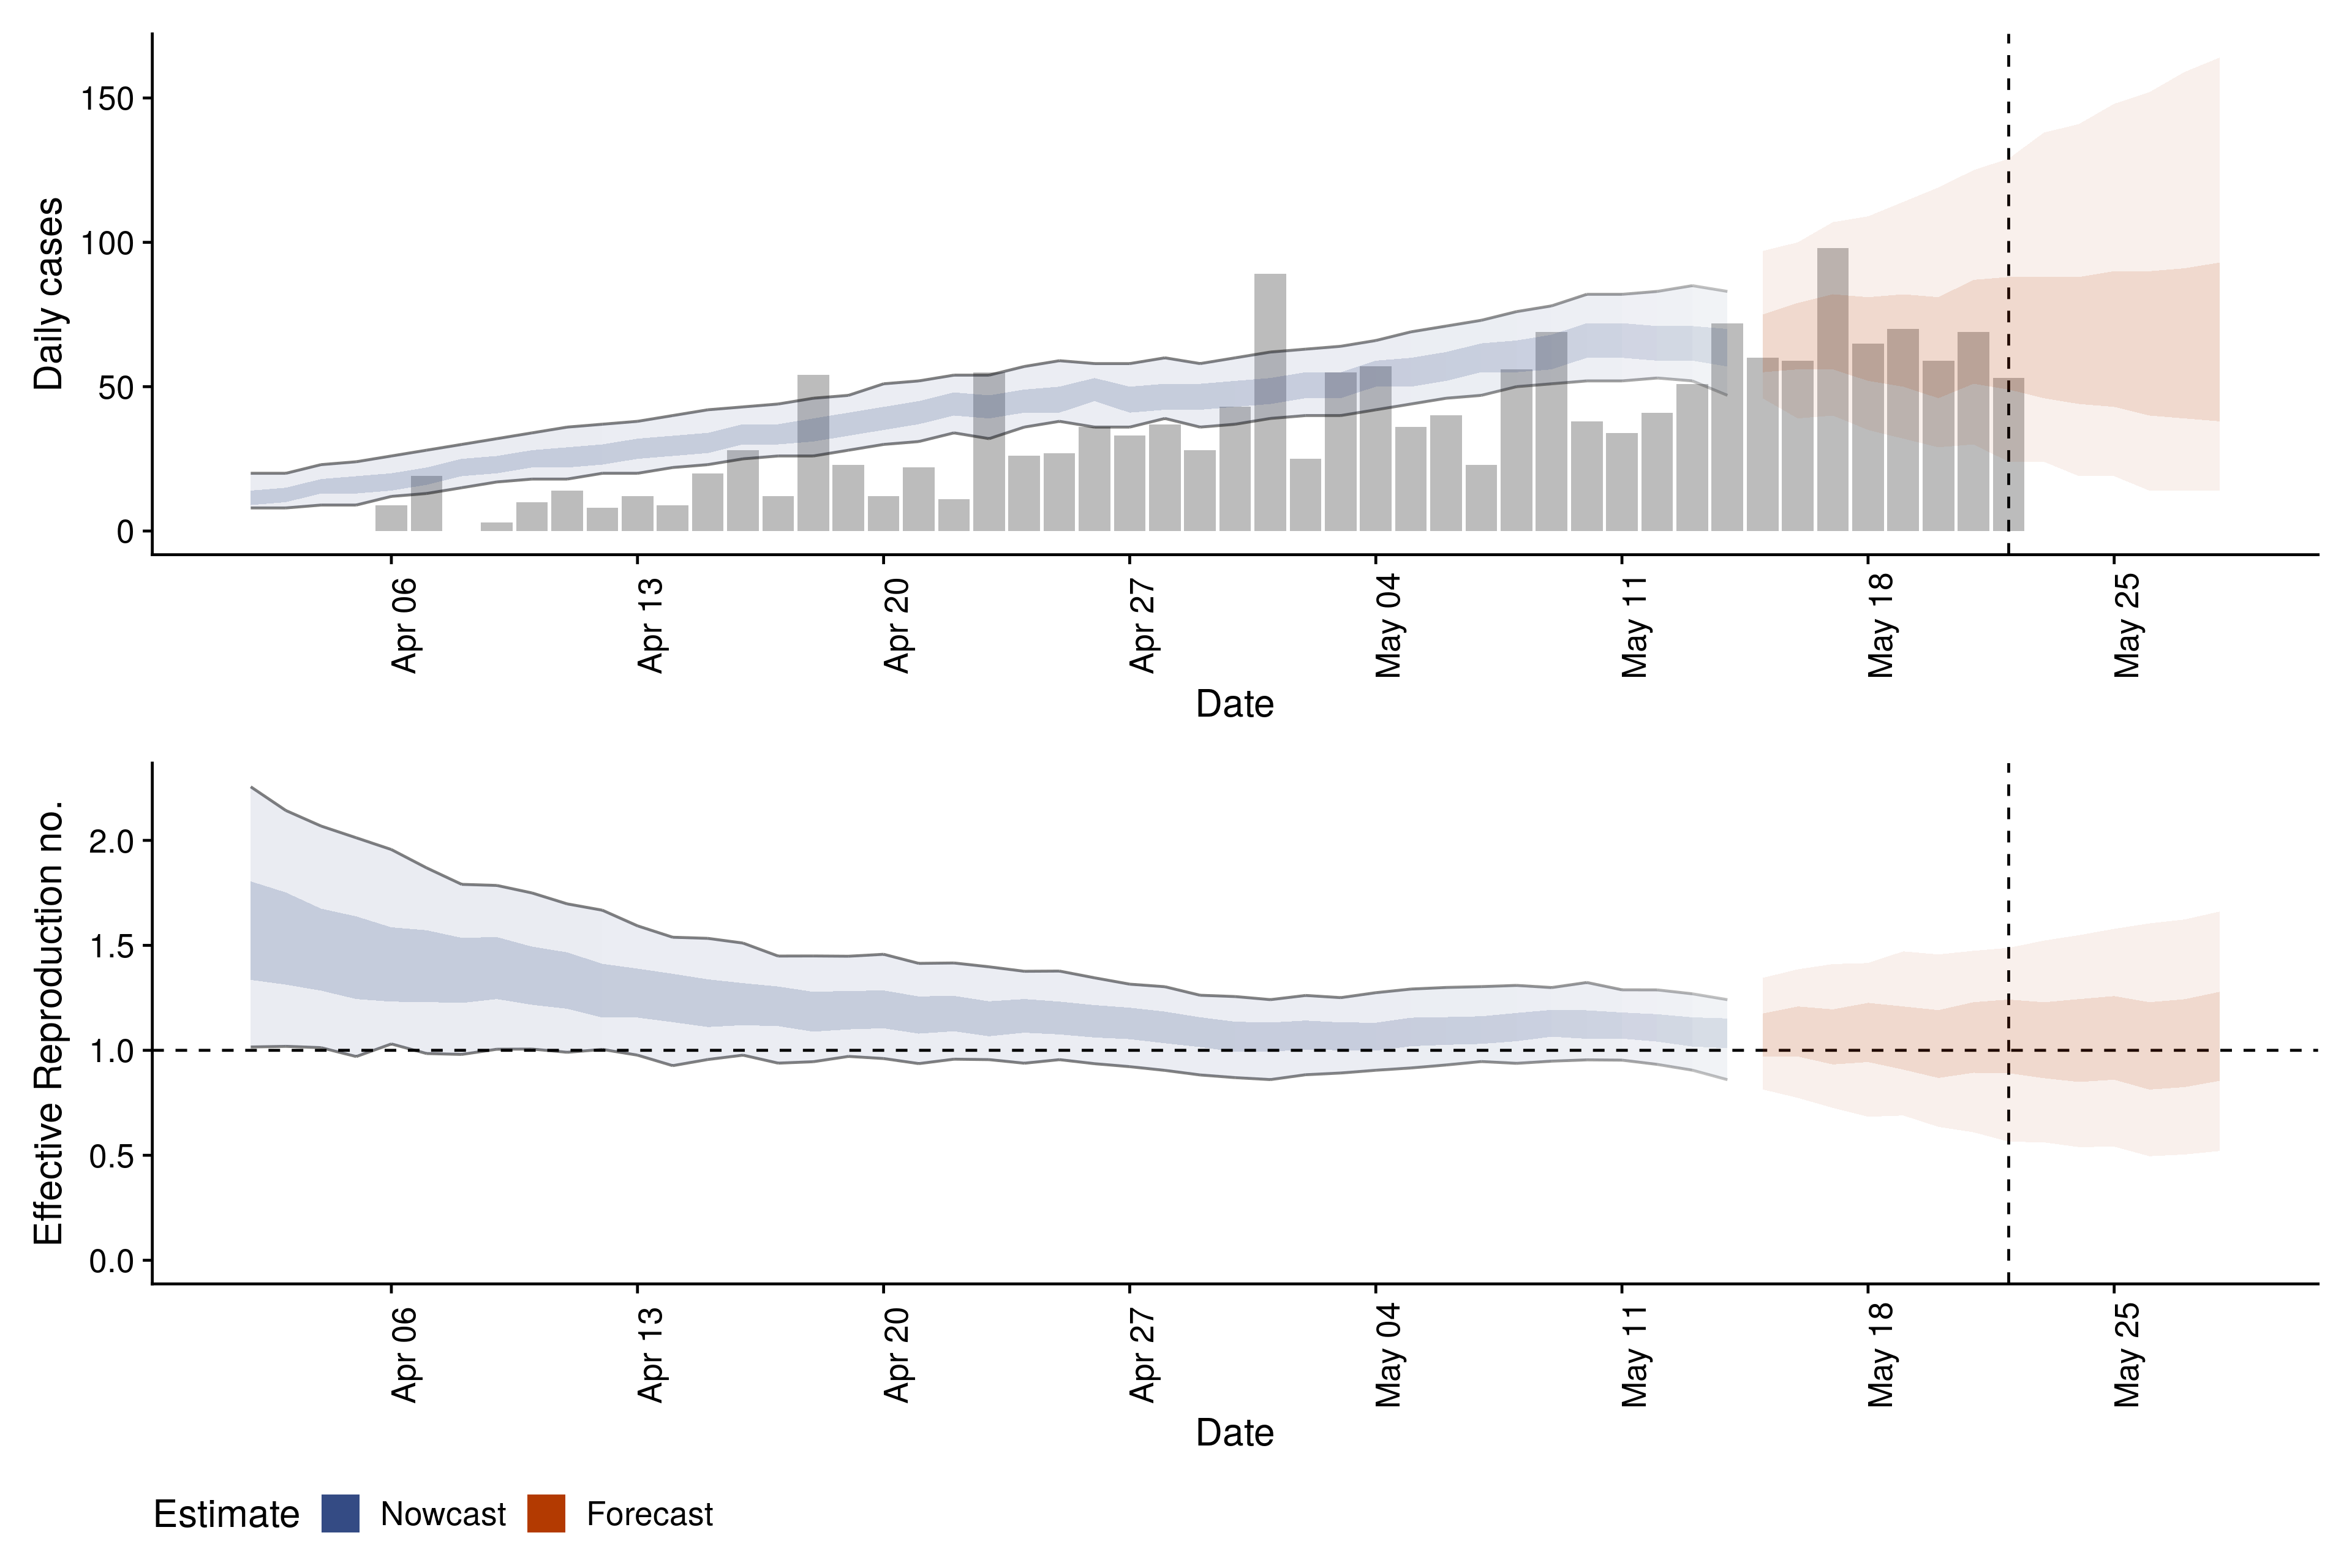 Daily cases
150
100
50
0
Apr 06
Apr 13
Apr 20
Apr 27
May 04
May 11
May 18
May 25
Date
Effective Reproduction no.
2.0
1.5
1.0
0.5
0.0
Apr 06
Apr 13
Apr 20
Apr 27
May 04
May 11
May 18
May 25
Date
Estimate Nowcast Forecast